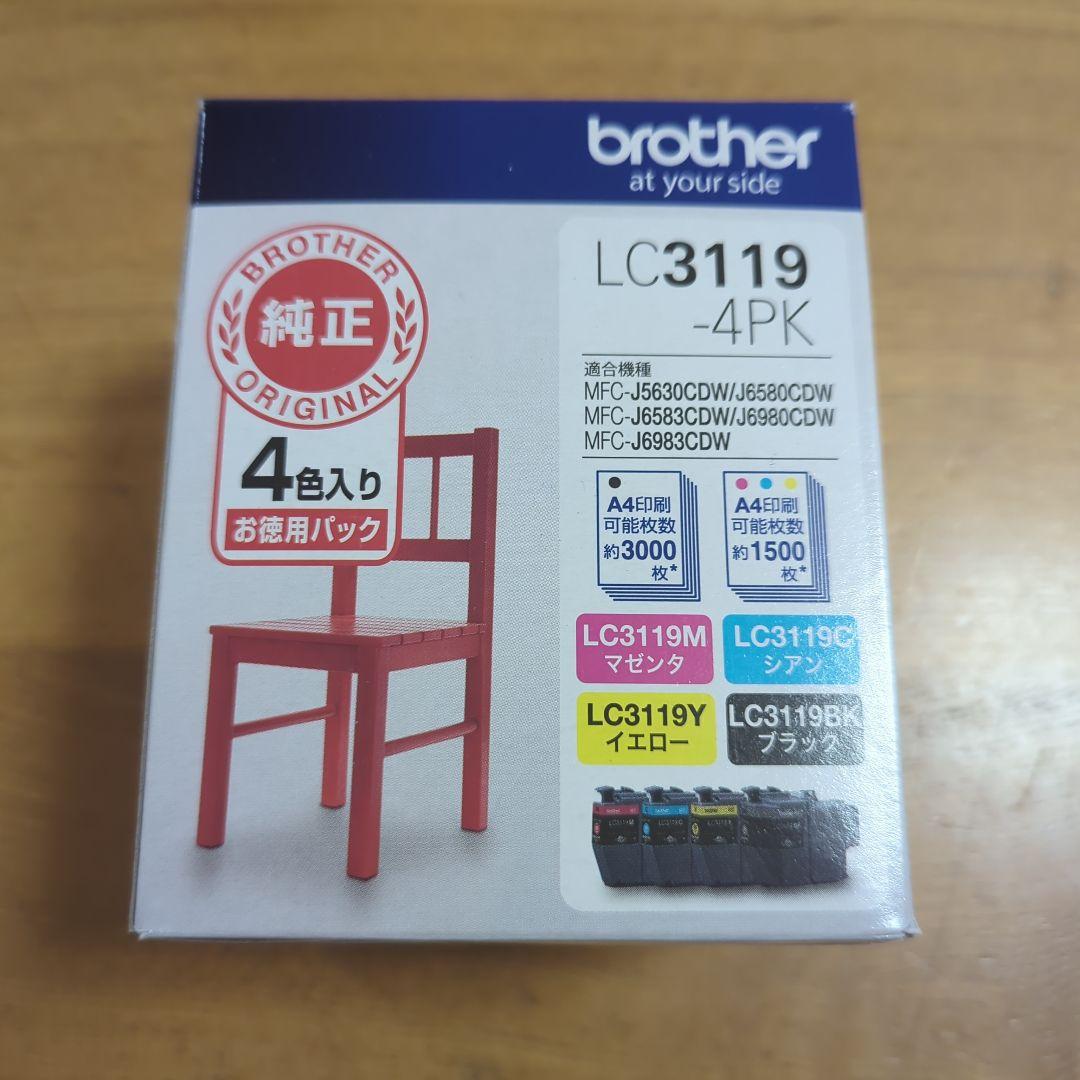 brother
at your side
BROTHER
純正
ORIGINAL
4色入り
お徳用パック
LC3119
-4PK
適合機種
MFC-J5630CDW/J6580CDW
MFC-J6583CDW/J6980CDW
MFC-J6983CDW
A4印刷
可能枚数
約3000
枚*
A4印刷
可能枚数
約1500
枚*
LC3119M
マゼンタ
LC3119C
シアン
LC3119Y
イエロー
LC3119BK
ブラック